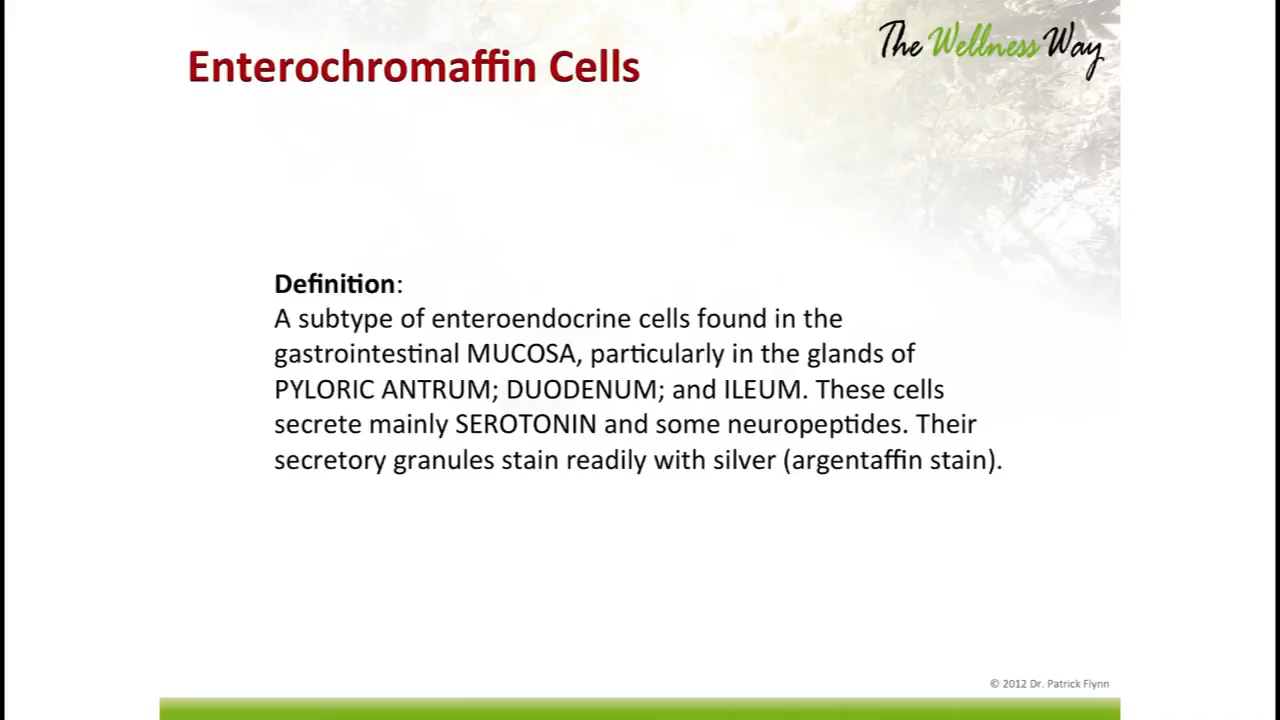 The Wellness Way
Enterochromaffin Cells
Definition:
A subtype of enteroendocrine cells found in the
gastrointestinal MUCOSA, particularly in the glands of
PYLORIC ANTRUM; DUODENUM; and ILEUM. These cells
secrete mainly SEROTONIN and some neuropeptides. Their
secretory granules stain readily with silver (argentaffin stain).
© 2012 Dr. Patrick Flynn